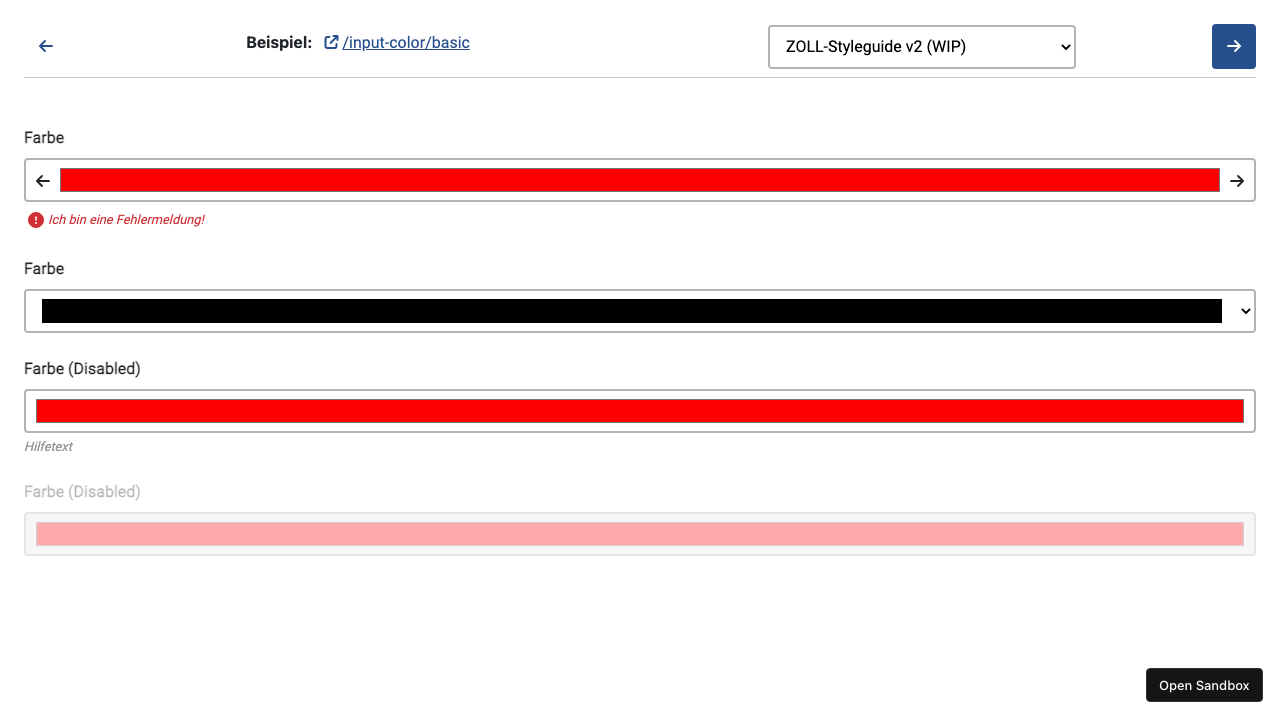 Beispiel: /input-color/basic
ZOLL-Styleguide v2 (WIP)
Farbe
Ich bin eine Fehlermeldung!
Farbe
Farbe (Disabled)
Hilfetext
Farbe (Disabled)
Open Sandbox